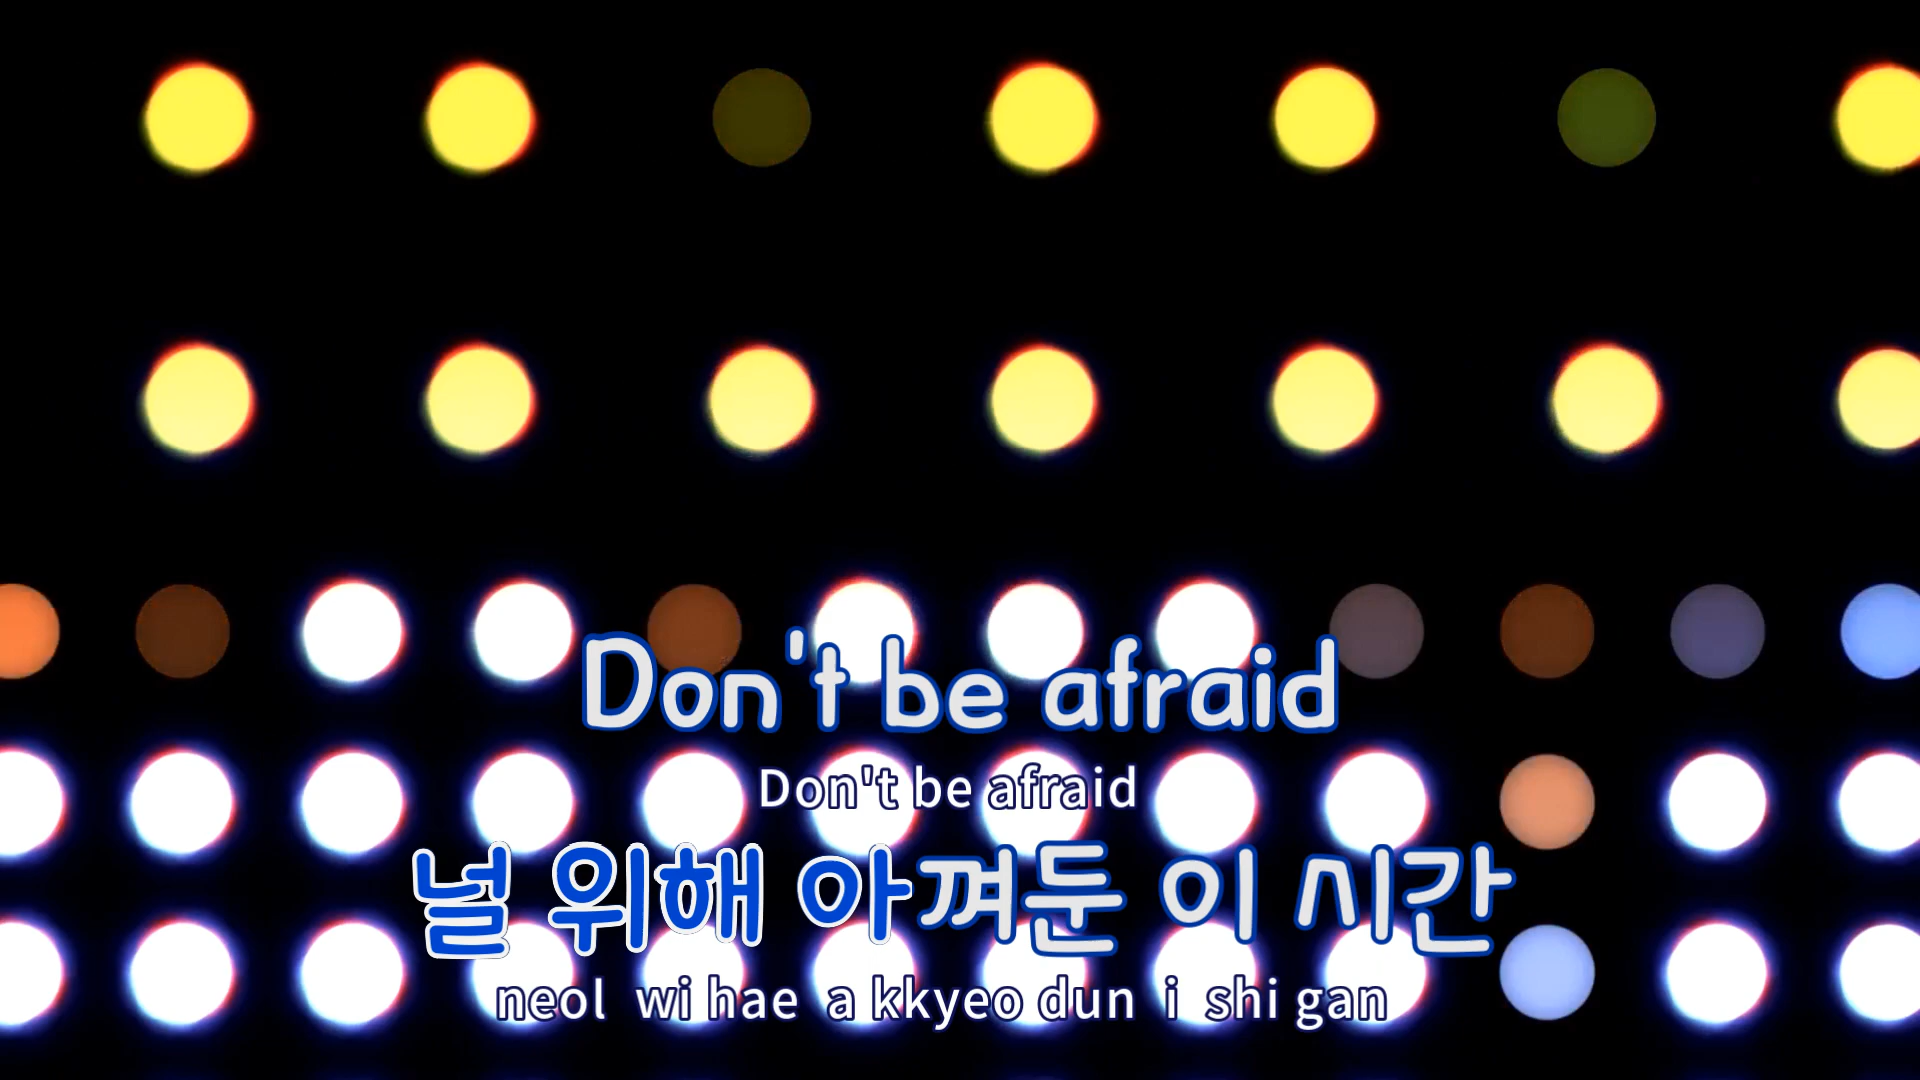 Don't be afraid
Don't be afraid
널 위해 아껴둔 이 시간
neol wi hae a kkyeo dun i shi gan